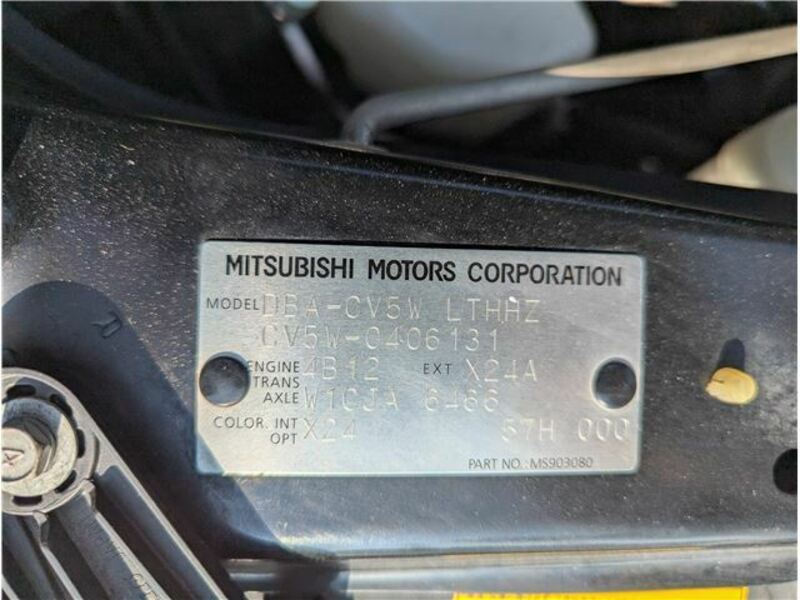 MITSUBISHI MOTORS CORPORATION
MODEL DBA-CV5W LTHHZ
CV5W-0406131
ENGINE 4B12 EXT X24A
TRANS
AXLE W1CJA 6466
COLOR. INT X24 57H 000
OPT
PART NO.: MS903080